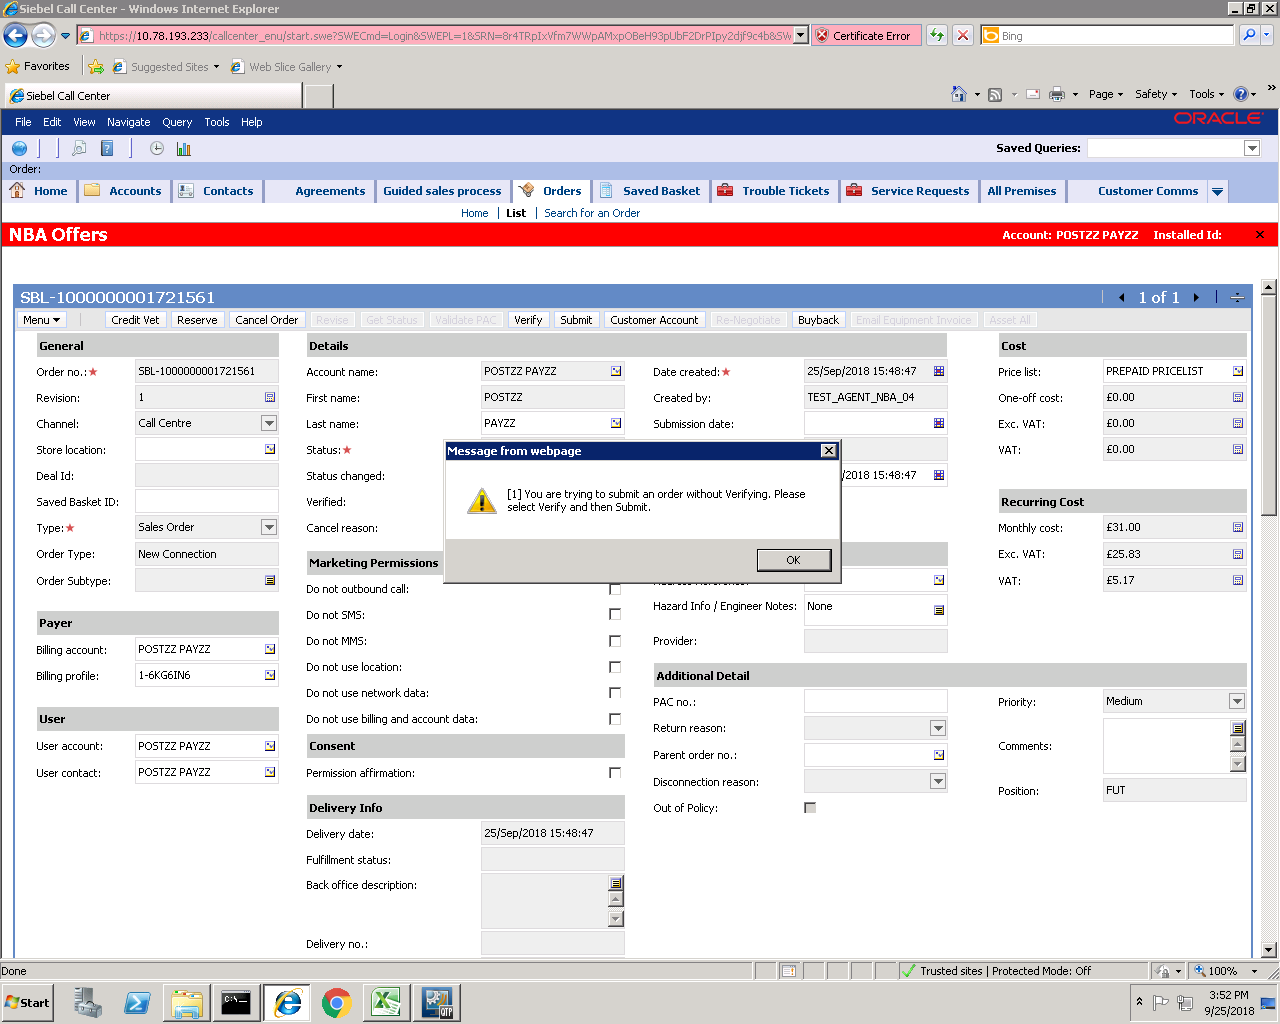 Siebel Call Center - Windows Internet Explorer
https://10.78.193.233/callcenter_enu/start.swe?SWECmd=Login&SWEPL=1&SRN=8r4TRpIxVfm7WWpAMxpOBeH93pUbF2DrPIpy2djf9c4b&SW
Certificate Error
Bing
Favorites
Suggested Sites
Web Slice Gallery
Siebel Call Center
Page
Safety
Tools
File Edit View Navigate Query Tools Help
ORACLE
Saved Queries:
Order:
Home
Accounts
Contacts
Agreements
Guided sales process
Orders
Saved Basket
Trouble Tickets
Service Requests
All Premises
Customer Comms
Home | List | Search for an Order
NBA Offers
Account: POSTZZ PAYZZ Installed Id:
SBL-1000000001721561
1 of 1
Menu
Credit Vet
Reserve
Cancel Order
Revise
Get Status
Validate PAC
Verify
Submit
Customer Account
Re-Negotiate
Buyback
Email Equipment Invoice
Asset All
General
Order no.:★ SBL-1000000001721561
Revision: 1
Channel: Call Centre
Store location:
Deal Id:
Saved Basket ID:
Type:★ Sales Order
Order Type: New Connection
Order Subtype:
Payer
Billing account: POSTZZ PAYZZ
Billing profile: 1-6KG6IN6
User
User account: POSTZZ PAYZZ
User contact: POSTZZ PAYZZ
Details
Account name: POSTZZ PAYZZ
First name: POSTZZ
Last name: PAYZZ
Status:★
Status changed:
Verified:
Cancel reason:
Marketing Permissions
Do not outbound call:
Do not SMS:
Do not MMS:
Do not use location:
Do not use network data:
Do not use billing and account data:
Consent
Permission affirmation:
Delivery Info
Delivery date: 25/Sep/2018 15:48:47
Fulfillment status:
Back office description:
Delivery no.:
Date created:★ 25/Sep/2018 15:48:47
Created by: TEST_AGENT_NBA_04
Submission date:
/2018 15:48:47
Message from webpage
[1] You are trying to submit an order without Verifying. Please
select Verify and then Submit.
OK
Hazard Info / Engineer Notes: None
Provider:
Additional Detail
PAC no.:
Return reason:
Parent order no.:
Disconnection reason:
Out of Policy:
Priority: Medium
Comments:
Position: FUT
Cost
Price list: PREPAID PRICELIST
One-off cost: £0.00
Exc. VAT: £0.00
VAT: £0.00
Recurring Cost
Monthly cost: £31.00
Exc. VAT: £25.83
VAT: £5.17
Done
Trusted sites | Protected Mode: Off
100%
Start
C:\
QTP
3:52 PM
9/25/2018